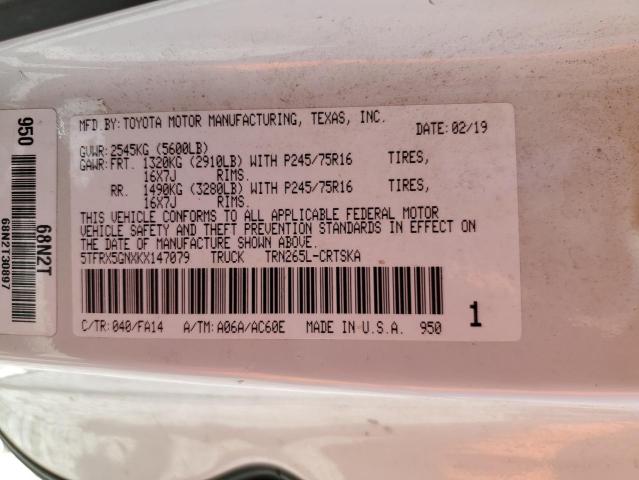 MFD.BY:TOYOTA MOTOR MANUFACTURING, TEXAS, INC.
DATE:02/19
GVWR:2545KG (5600LB)
GAWR:FRT. 1320KG (2910LB) WITH P245/75R16 TIRES,
16X7J RIMS.
RR. 1490KG (3280LB) WITH P245/75R16 TIRES,
16X7J RIMS.
THIS VEHICLE CONFORMS TO ALL APPLICABLE FEDERAL MOTOR
VEHICLE SAFETY AND THEFT PREVENTION STANDARDS IN EFFECT ON
THE DATE OF MANUFACTURE SHOWN ABOVE.
5TFRX5GNXKX147079 TRUCK TRN265L-CRTSKA
C/TR:040/FA14 A/TM:A06A/AC60E MADE IN U.S.A. 950 1
950 68N2T
68N2T30897